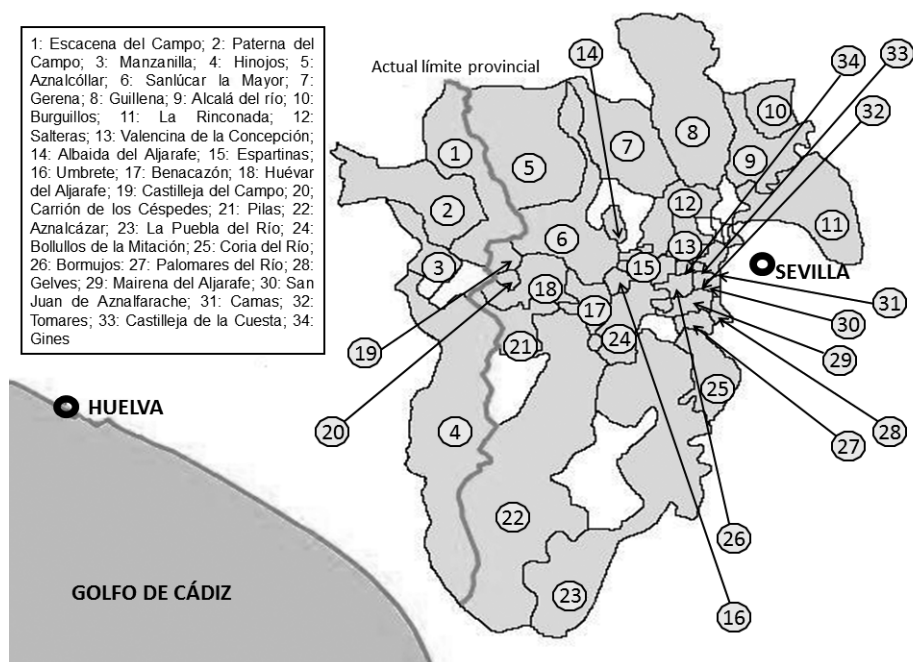 1: Escacena del Campo; 2: Paterna del
Campo; 3: Manzanilla; 4: Hinojos; 5:
Aznalcóllar; 6: Sanlúcar la Mayor; 7:
Gerena; 8: Guillena; 9: Alcalá del río; 10:
Burguillos; 11: La Rinconada; 12:
Salteras; 13: Valencina de la Concepción;
14: Albaida del Aljarafe; 15: Espartinas;
16: Umbrete; 17: Benacazón; 18: Huévar
del Aljarafe; 19: Castilleja del Campo; 20;
Carrión de los Céspedes; 21: Pilas; 22:
Aznalcázar; 23: La Puebla del Río; 24:
Bollullos de la Mitación; 25: Coria del Río;
26: Bormujos: 27: Palomares del Río; 28:
Gelves; 29: Mairena del Aljarafe; 30: San
Juan de Aznalfarache; 31: Camas; 32:
Tomares; 33: Castilleja de la Cuesta; 34:
Gines
Actual límite provincial
14
34
33
32
10
8
7
9
1
5
2
12
11
6
13
3
15
SEVILLA
18
31
17
30
19
21
24
29
25
HUELVA
20
4
27
28
22
26
GOLFO DE CÁDIZ
23
16